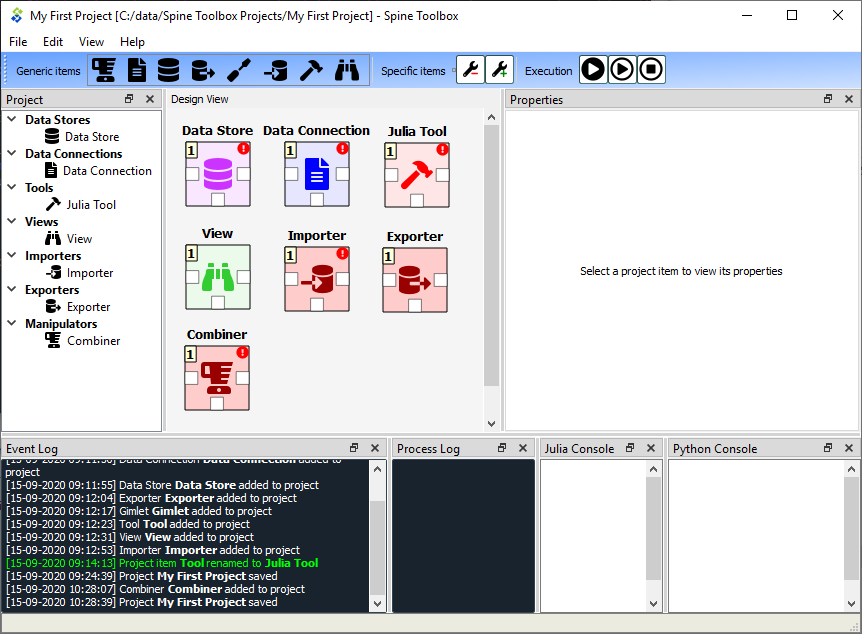 My First Project [C:/data/Spine Toolbox Projects/My First Project] - Spine Toolbox
File Edit View Help
Generic items Specific items Execution
Project
Data Stores
Data Store
Data Connections
Data Connection
Tools
Julia Tool
Views
View
Importers
Importer
Exporters
Exporter
Manipulators
Combiner
Design View
Data Store Data Connection Julia Tool
1 1 1
View Importer Exporter
1 1 1
Combiner
1
Properties
Select a project item to view its properties
Event Log
[15-09-2020 09:11:50] Data Connection Data Connection added to
project
[15-09-2020 09:11:55] Data Store Data Store added to project
[15-09-2020 09:12:04] Exporter Exporter added to project
[15-09-2020 09:12:17] Gimlet Gimlet added to project
[15-09-2020 09:12:23] Tool Tool added to project
[15-09-2020 09:12:31] View View added to project
[15-09-2020 09:12:53] Importer Importer added to project
[15-09-2020 09:14:13] Project item Tool renamed to Julia Tool
[15-09-2020 09:24:39] Project My First Project saved
[15-09-2020 10:28:07] Combiner Combiner added to project
[15-09-2020 10:28:39] Project My First Project saved
Process Log
Julia Console
Python Console